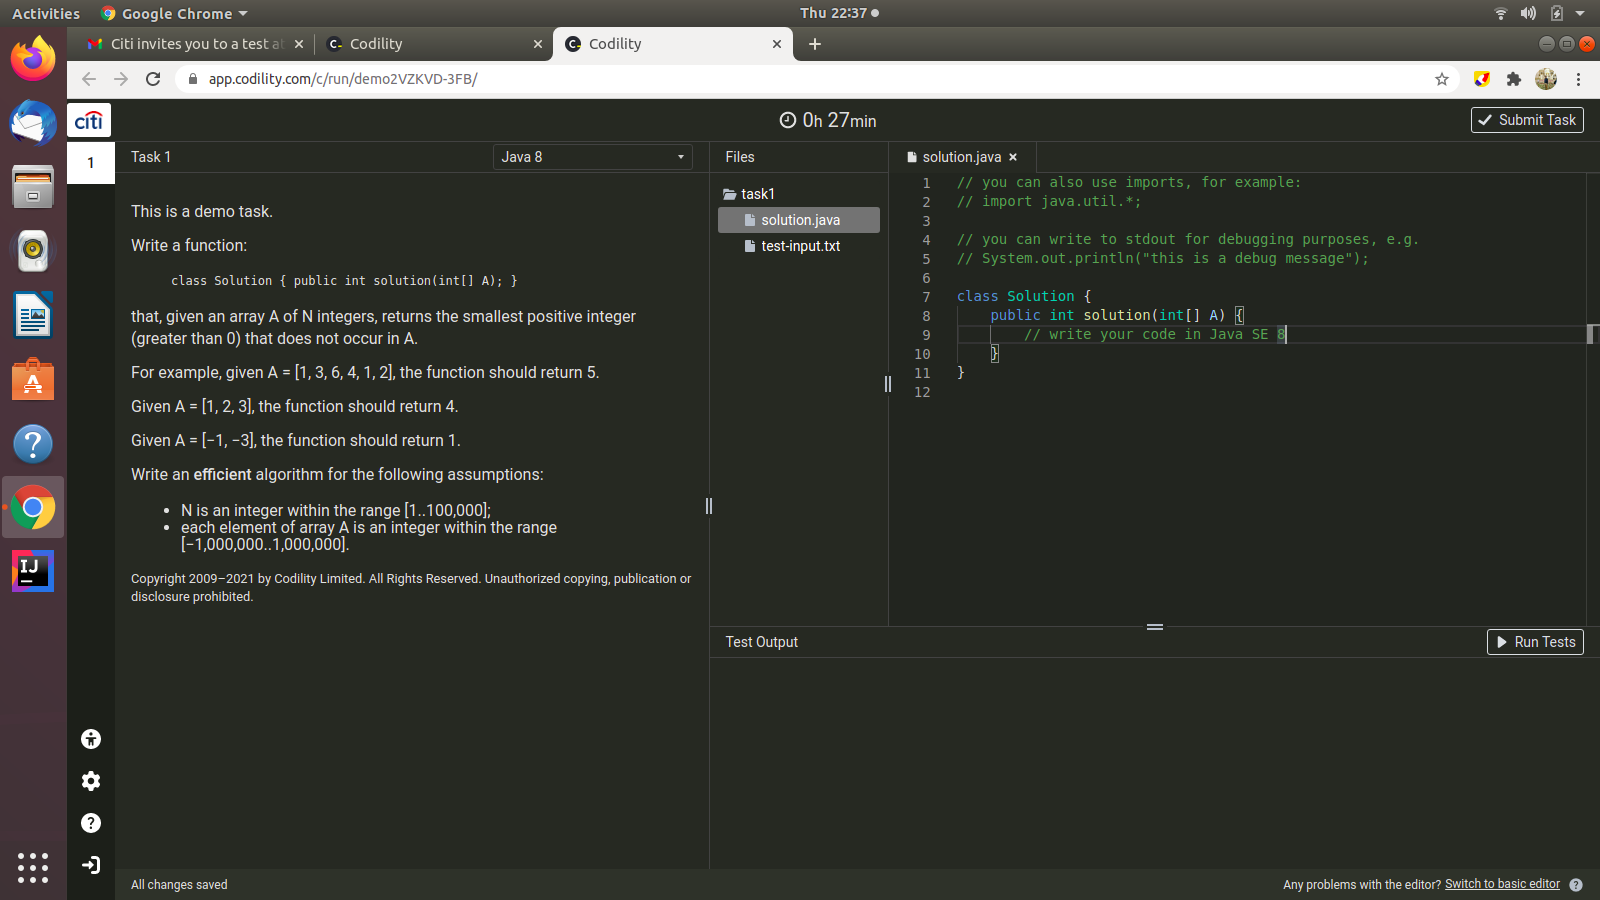 Activities
Google Chrome
Thu 22:37
Citi invites you to a test at
Codility
Codility
app.codility.com/c/run/demo2VZKVD-3FB/
citi
0h 27min
Submit Task
1
Task 1
Java 8
Files
solution.java
This is a demo task.
Write a function:
class Solution { public int solution(int[] A); }
that, given an array A of N integers, returns the smallest positive integer
(greater than 0) that does not occur in A.
For example, given A = [1, 3, 6, 4, 1, 2], the function should return 5.
Given A = [1, 2, 3], the function should return 4.
Given A = [−1, −3], the function should return 1.
Write an efficient algorithm for the following assumptions:
• N is an integer within the range [1..100,000];
• each element of array A is an integer within the range
[−1,000,000..1,000,000].
Copyright 2009–2021 by Codility Limited. All Rights Reserved. Unauthorized copying, publication or
disclosure prohibited.
task1
solution.java
test-input.txt
1 // you can also use imports, for example:
2 // import java.util.*;
3
4 // you can write to stdout for debugging purposes, e.g.
5 // System.out.println("this is a debug message");
6
7 class Solution {
8 public int solution(int[] A) {
9 // write your code in Java SE 8
10 }
11 }
12
Test Output
Run Tests
All changes saved
Any problems with the editor? Switch to basic editor ?
IJ